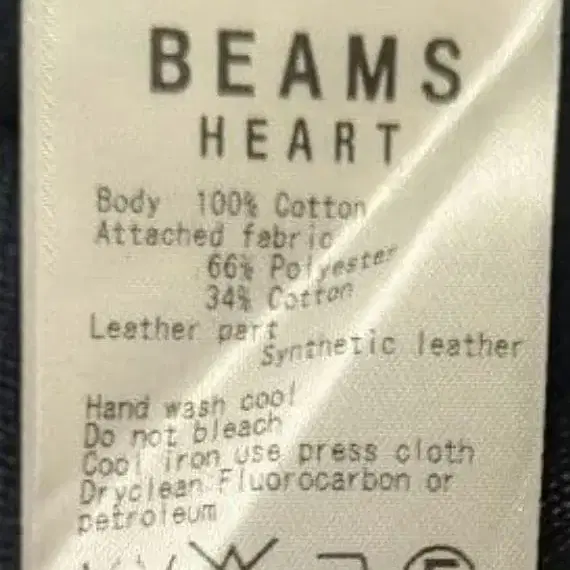 BEAMS
HEART
Body 100% Cotton
Attached fabric
66% Polyester
34% Cotton
Leather part
Synthetic leather
Hand wash cool
Do not bleach
Cool iron use press cloth
Dryclean:Fluorocarbon or
petroleum